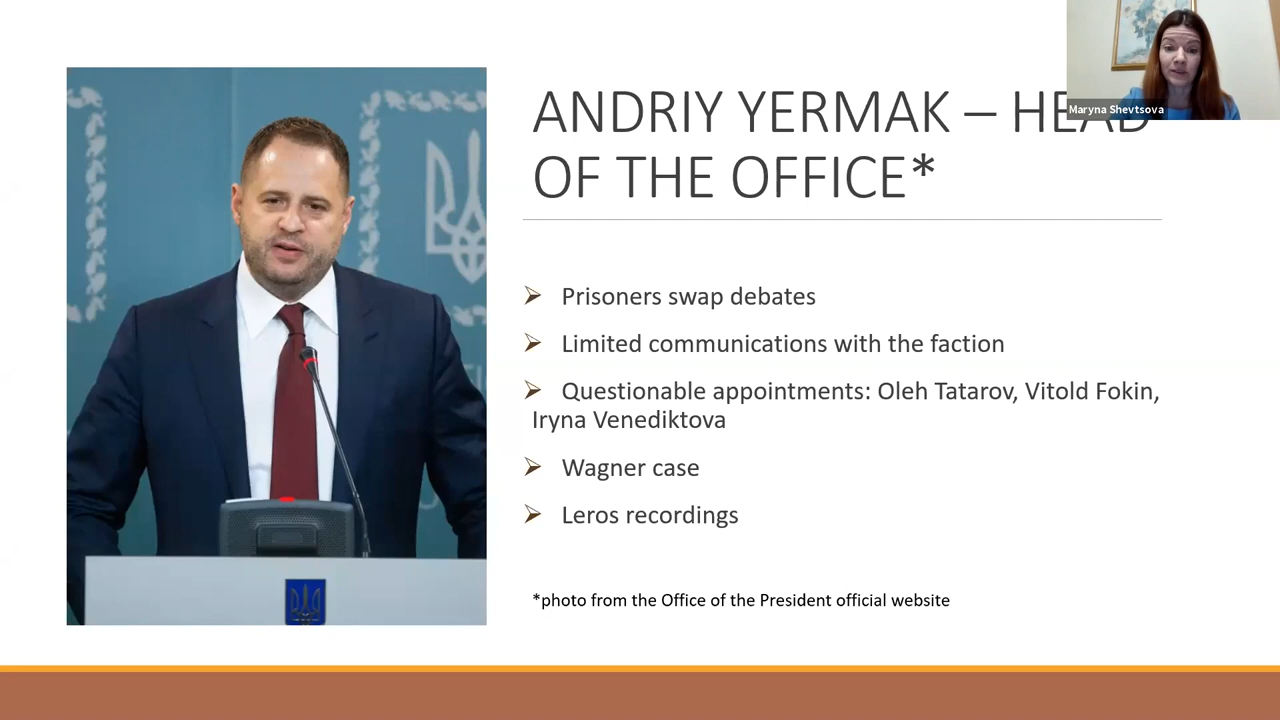 Maryna Shevtsova
ANDRIY YERMAK – HEAD
OF THE OFFICE*
Prisoners swap debates
Limited communications with the faction
Questionable appointments: Oleh Tatarov, Vitold Fokin,
Iryna Venediktova
Wagner case
Leros recordings
*photo from the Office of the President official website